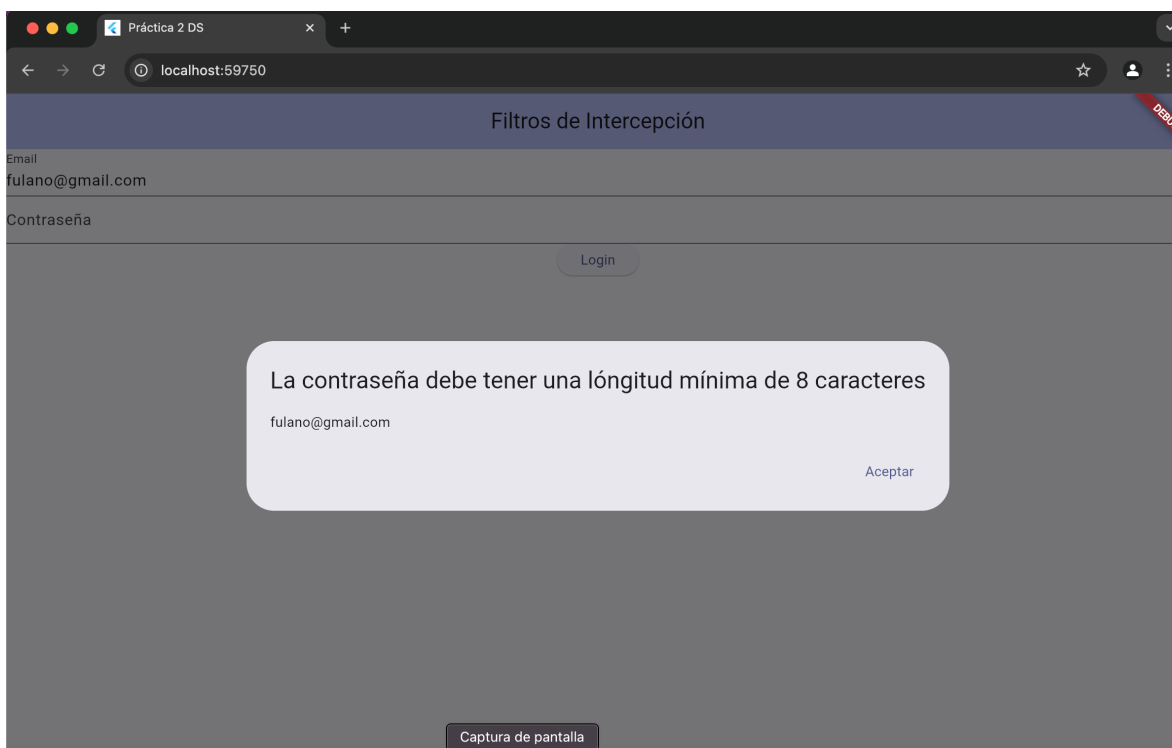 Práctica 2 DS
localhost:59750
Filtros de Intercepción
Email
fulano@gmail.com
Contraseña
Login
La contraseña debe tener una lóngitud mínima de 8 caracteres
fulano@gmail.com
Aceptar
Captura de pantalla